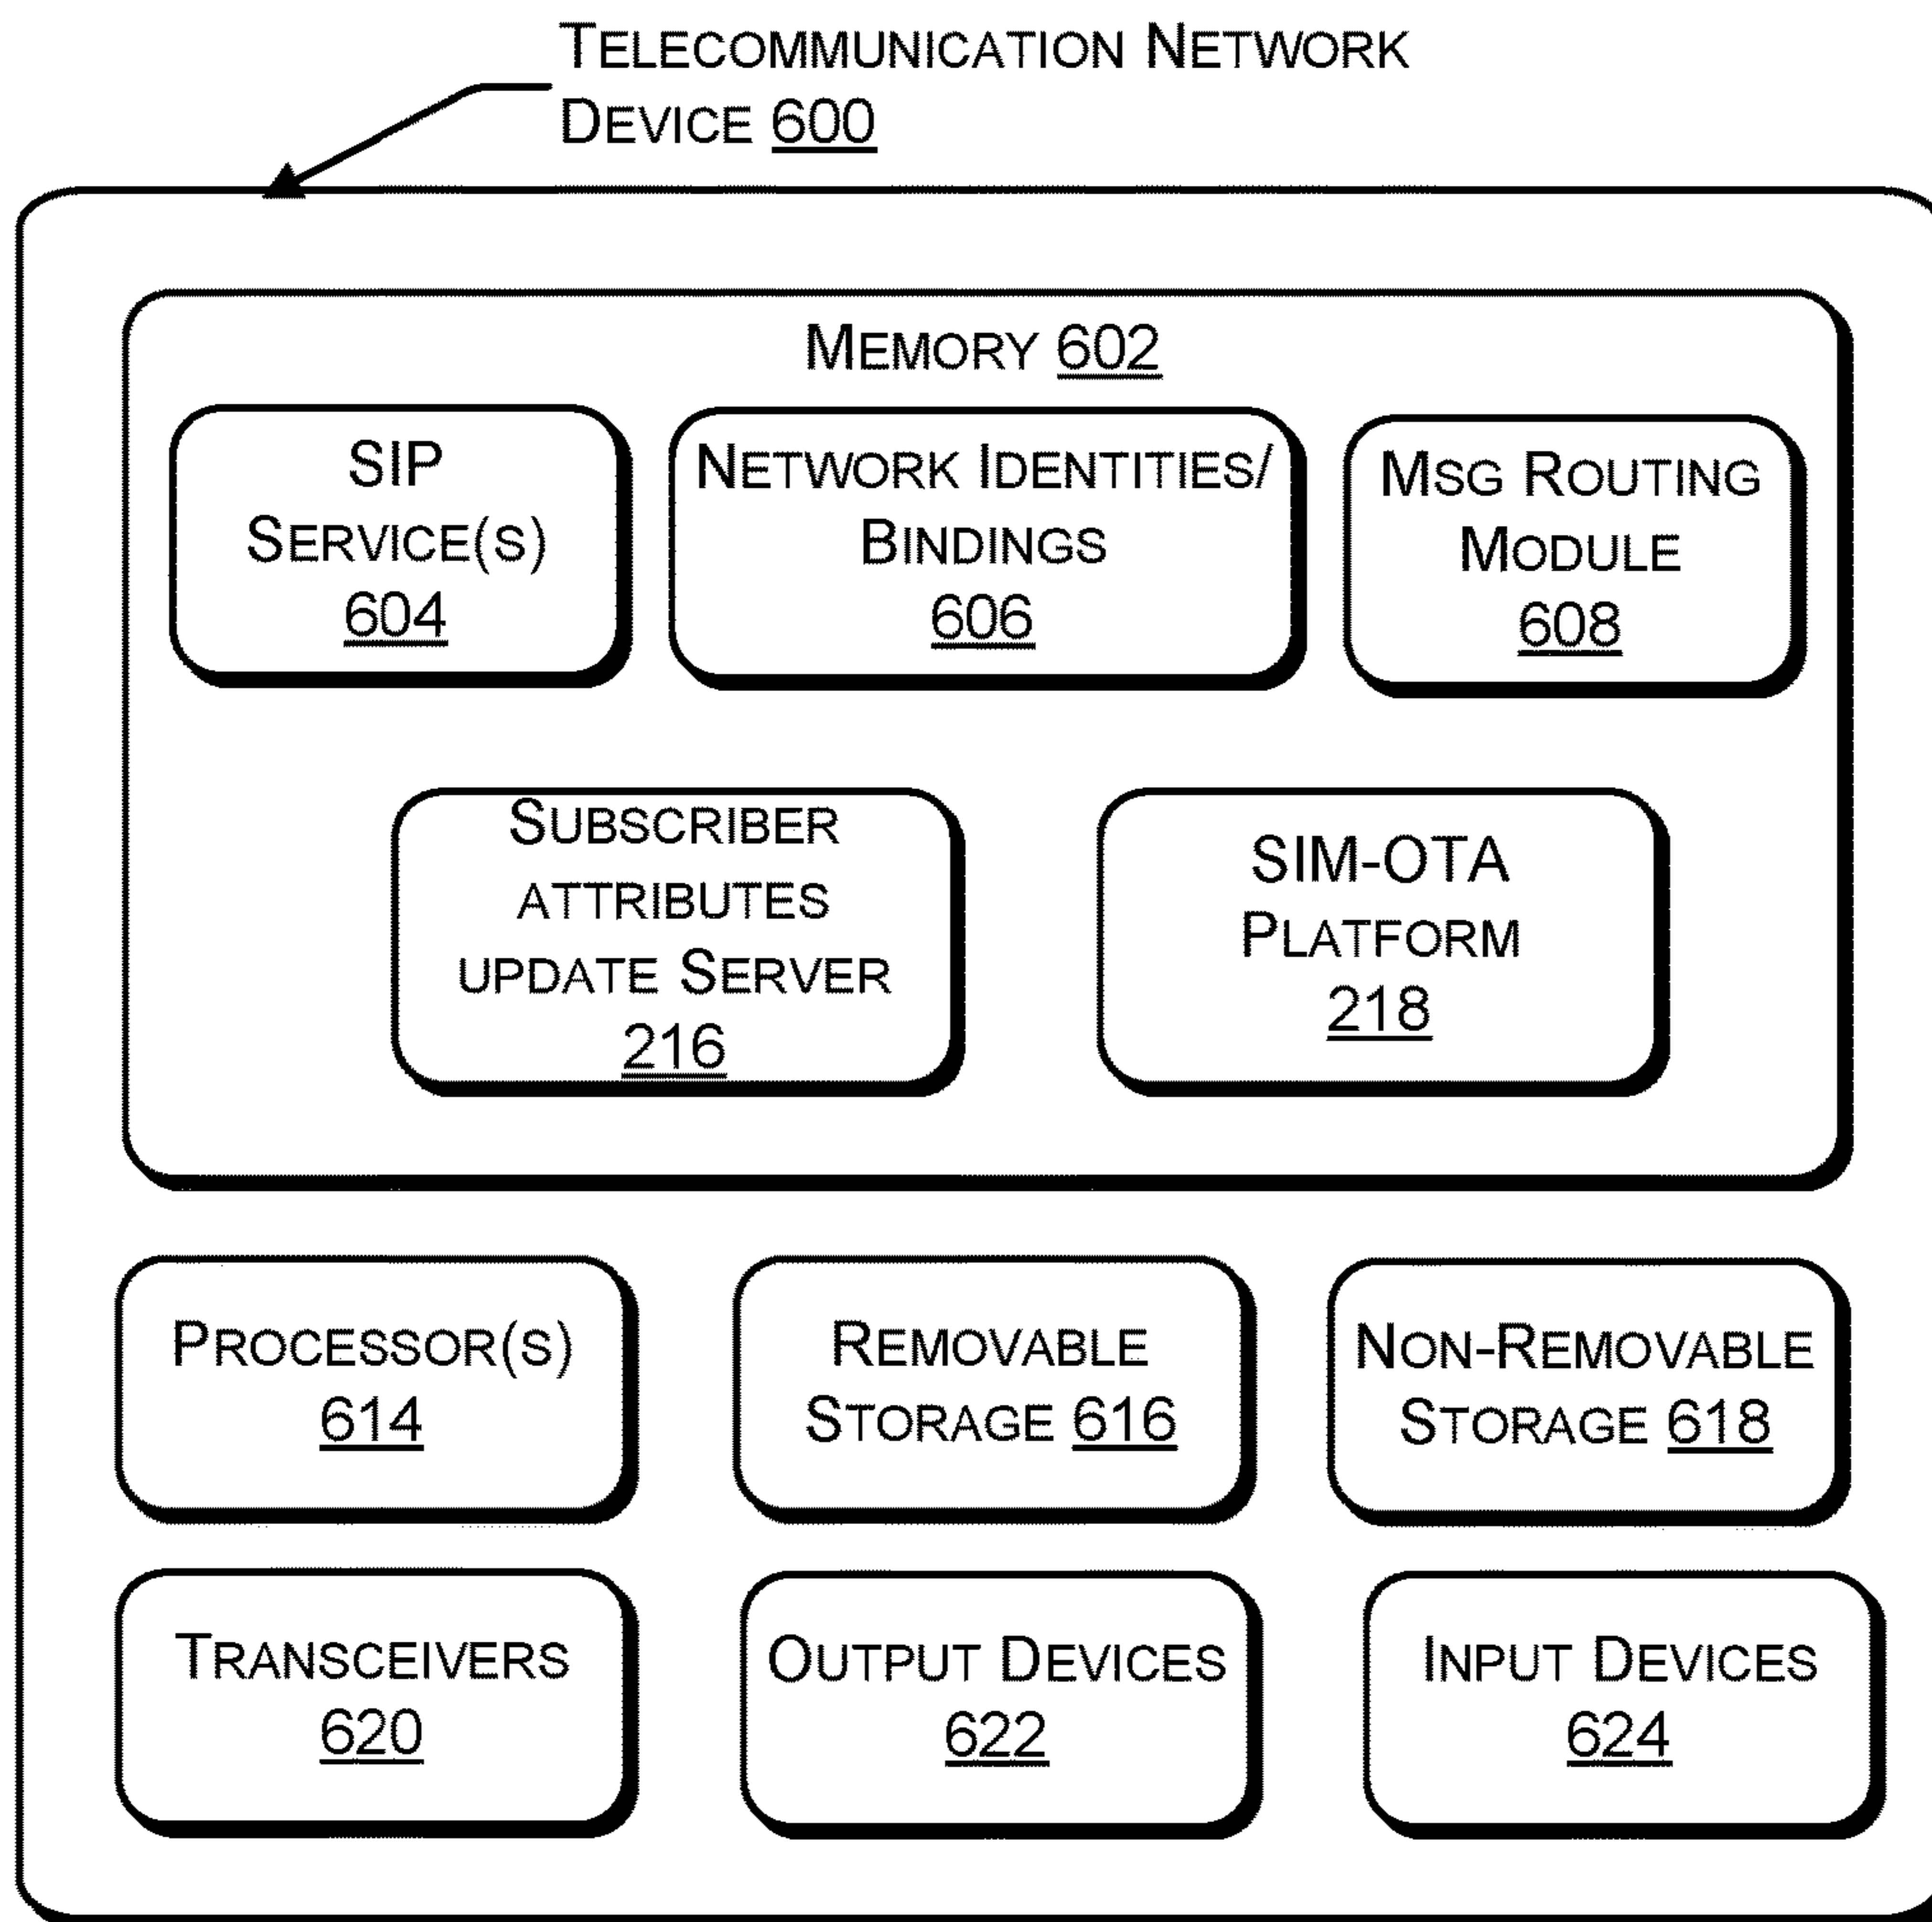 TELECOMMUNICATION NETWORK
DEVICE 600
MEMORY 602
SIP
SERVICE(S)
604
NETWORK IDENTITIES/
BINDINGS
606
MSG ROUTING
MODULE
608
SUBSCRIBER
ATTRIBUTES
UPDATE SERVER
216
SIM-OTA
PLATFORM
218
PROCESSOR(S)
614
REMOVABLE
STORAGE 616
NON-REMOVABLE
STORAGE 618
TRANSCEIVERS
620
OUTPUT DEVICES
622
INPUT DEVICES
624